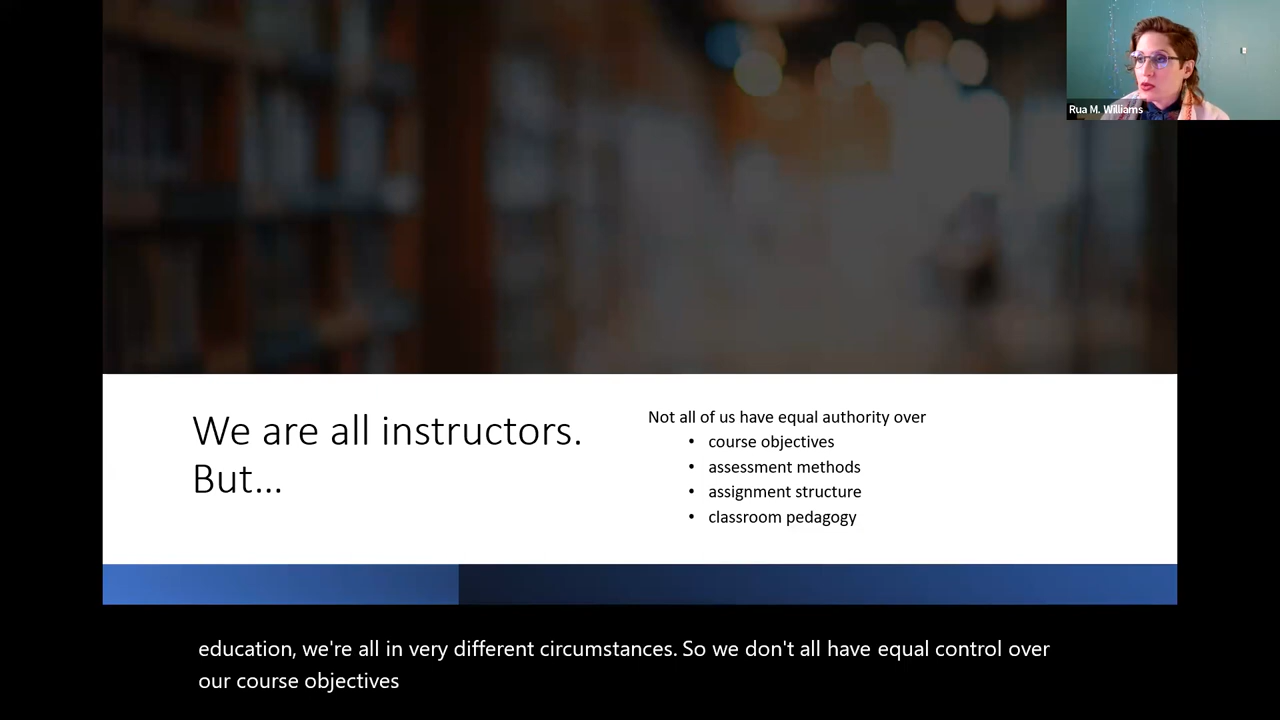 Rua M. Williams
We are all instructors.
But...
Not all of us have equal authority over
• course objectives
• assessment methods
• assignment structure
• classroom pedagogy
education, we're all in very different circumstances. So we don't all have equal control over
our course objectives